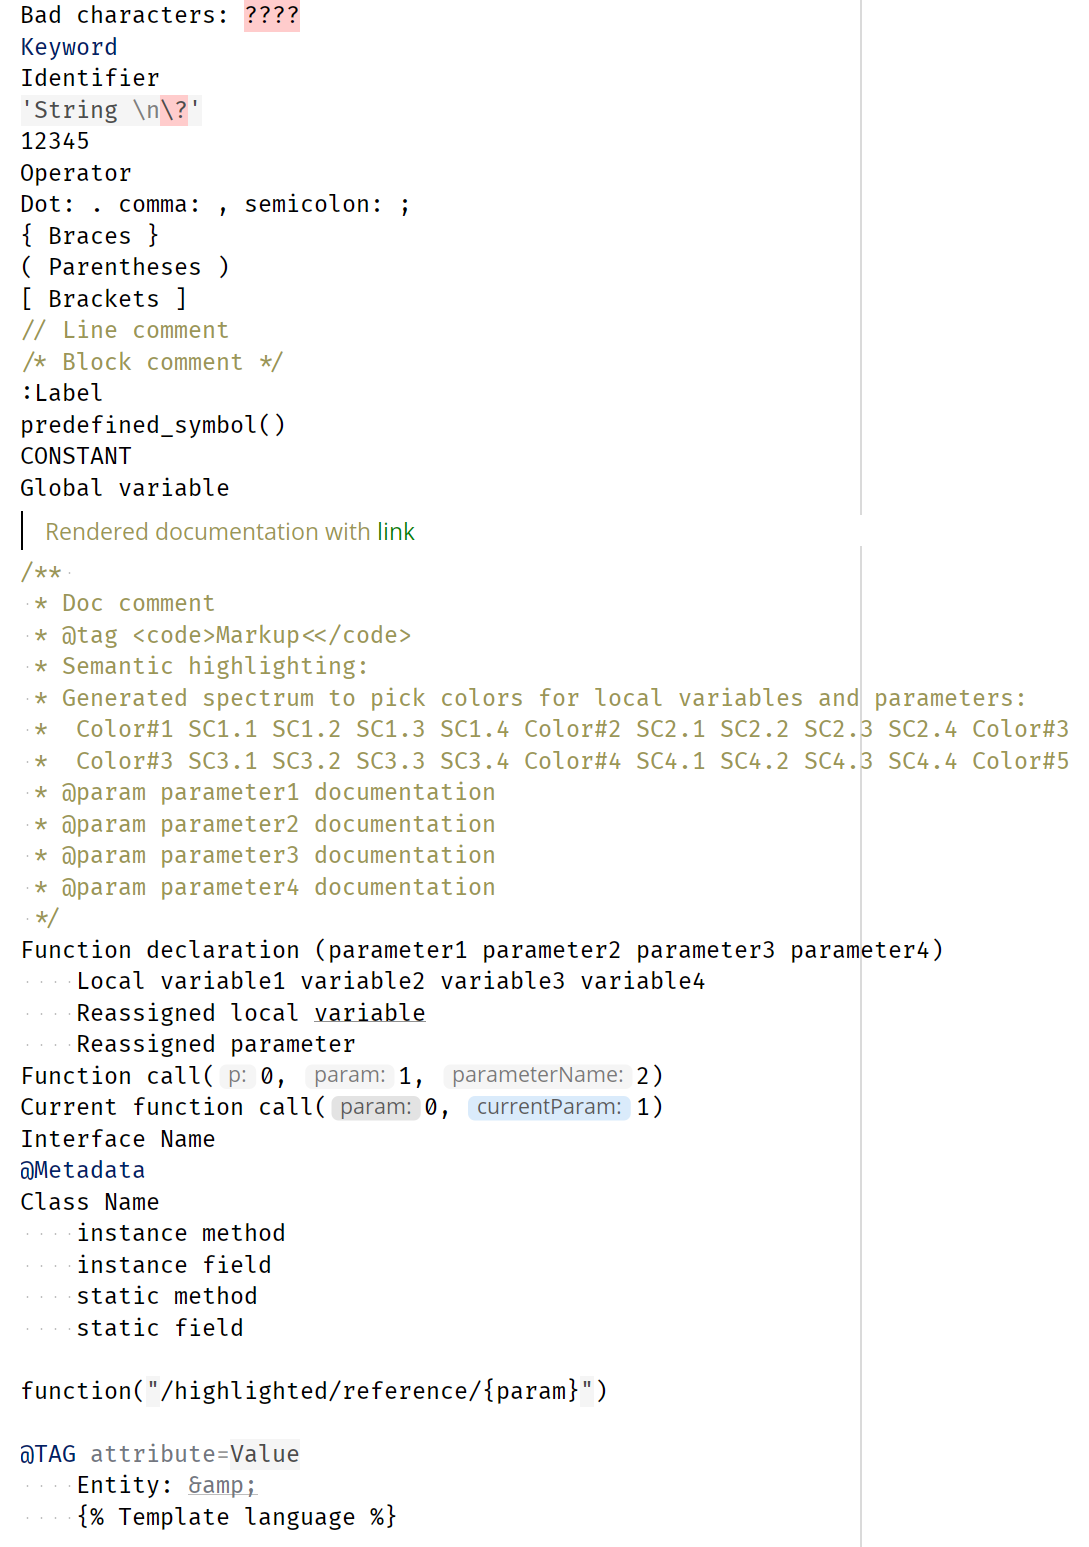 Bad characters: ????
Keyword
Identifier
'String \n\?'
12345
Operator
Dot: . comma: , semicolon: ;
{ Braces }
( Parentheses )
[ Brackets ]
// Line comment
/* Block comment */
:Label
predefined_symbol()
CONSTANT
Global variable
Rendered documentation with link
/**
 * Doc comment
 * @tag <code>Markup<</code>
 * Semantic highlighting:
 * Generated spectrum to pick colors for local variables and parameters:
 *  Color#1 SC1.1 SC1.2 SC1.3 SC1.4 Color#2 SC2.1 SC2.2 SC2.3 SC2.4 Color#3
 *  Color#3 SC3.1 SC3.2 SC3.3 SC3.4 Color#4 SC4.1 SC4.2 SC4.3 SC4.4 Color#5
 * @param parameter1 documentation
 * @param parameter2 documentation
 * @param parameter3 documentation
 * @param parameter4 documentation
 */
Function declaration (parameter1 parameter2 parameter3 parameter4)
    Local variable1 variable2 variable3 variable4
    Reassigned local variable
    Reassigned parameter
Function call( p: 0, param: 1, parameterName: 2)
Current function call( param: 0, currentParam: 1)
Interface Name
@Metadata
Class Name
    instance method
    instance field
    static method
    static field
function("/highlighted/reference/{param}")
@TAG attribute=Value
    Entity: &amp;
    {% Template language %}